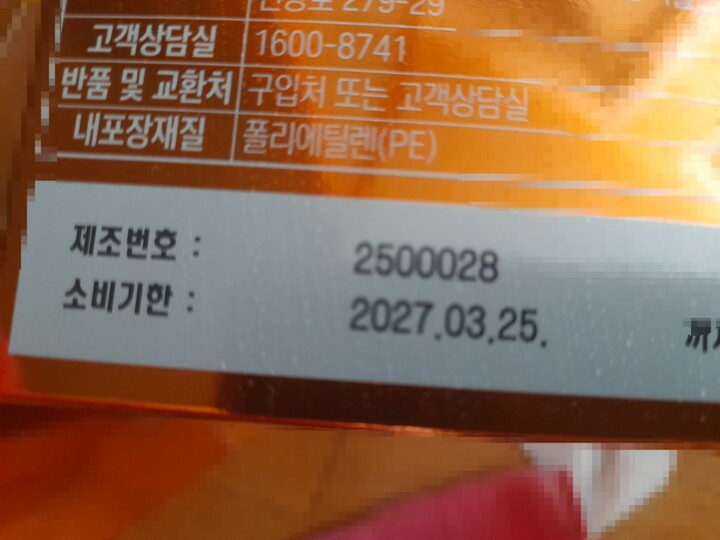 279-29
고객상담실 1600-8741
반품 및 교환처 구입처 또는 고객상담실
내포장재질 폴리에틸렌(PE)
제조번호 : 2500028
소비기한 : 2027.03.25.